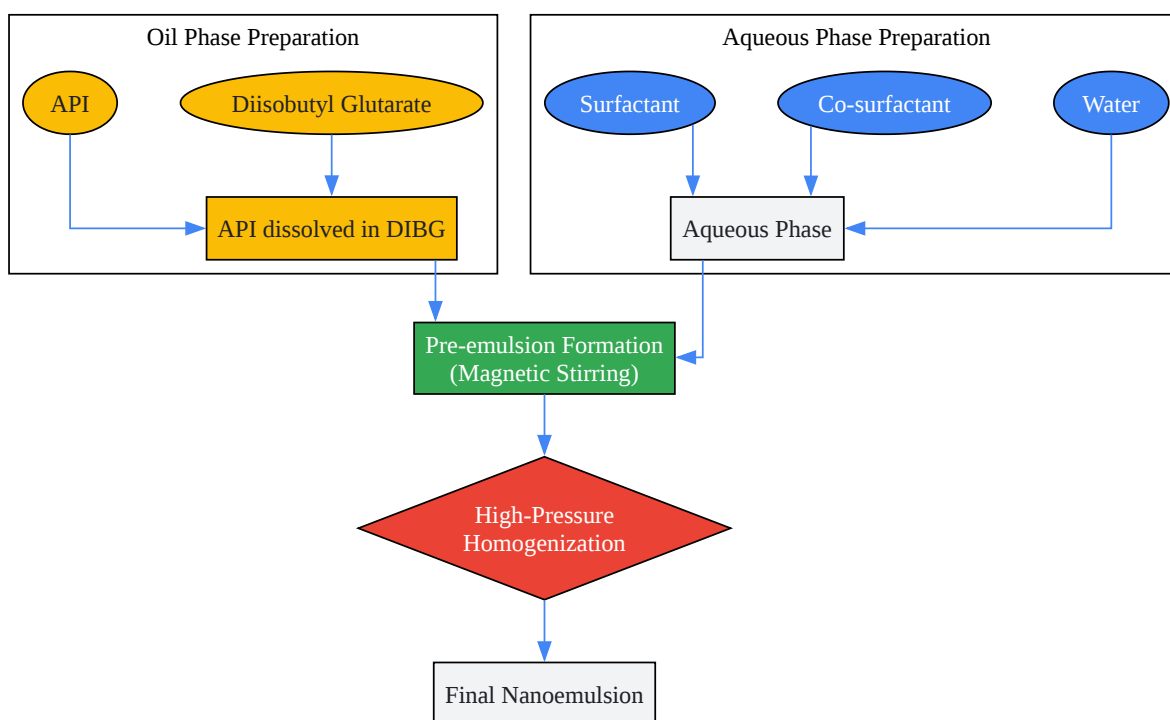 Oil Phase Preparation
API
Diisobutyl Glutarate
API dissolved in DIBG
Aqueous Phase Preparation
Surfactant
Co-surfactant
Water
Aqueous Phase
Pre-emulsion Formation
(Magnetic Stirring)
High-Pressure
Homogenization
Final Nanoemulsion